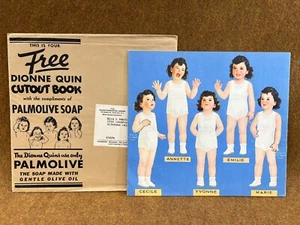 THIS IS YOUR
Free
DIONNE QUIN
CUTOUT BOOK
with the compliments of
PALMOLIVE SOAP
The Dionne Quins use only
PALMOLIVE
THE SOAP MADE WITH
GENTLE OLIVE OIL
ANNETTE
EMILIE
CECILE
YVONNE
MARIE